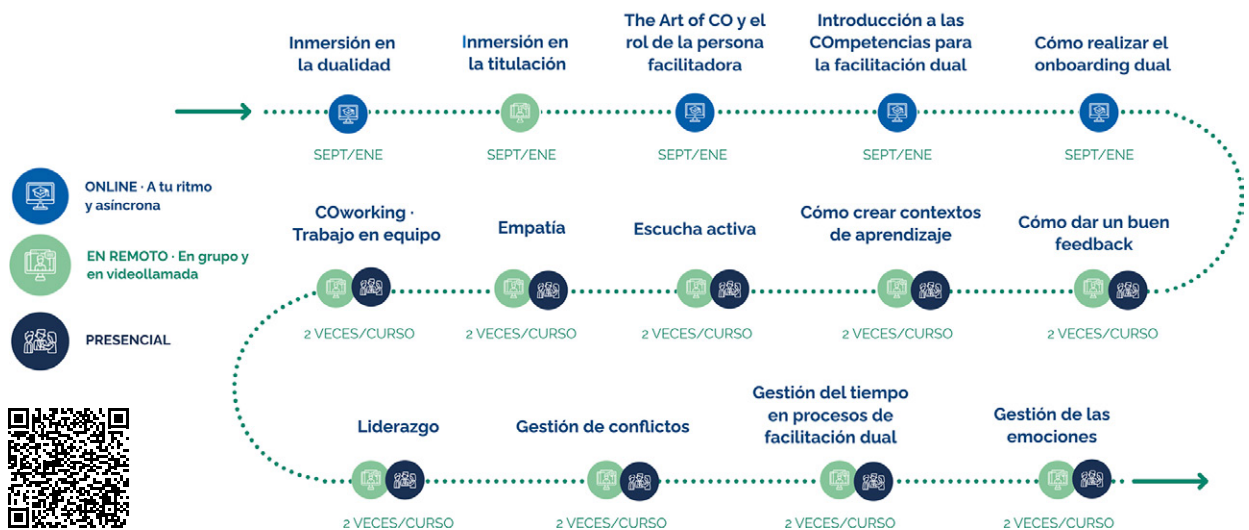 Inmersión en
la dualidad
Inmersión en
la titulación
The Art of CO y el
rol de la persona
facilitadora
Introducción a las
COmpetencias para
la facilitación dual
Cómo realizar el
onboarding dual
SEPT/ENE
SEPT/ENE
SEPT/ENE
SEPT/ENE
SEPT/ENE
ONLINE · A tu ritmo
y asíncrona
EN REMOTO · En grupo y
en videollamada
PRESENCIAL
COworking ·
Trabajo en equipo
Empatía
Escucha activa
Cómo crear contextos
de aprendizaje
Cómo dar un buen
feedback
2 VECES/CURSO
2 VECES/CURSO
2 VECES/CURSO
2 VECES/CURSO
2 VECES/CURSO
Liderazgo
Gestión de conflictos
Gestión del tiempo
en procesos de
facilitación dual
Gestión de las
emociones
2 VECES/CURSO
2 VECES/CURSO
2 VECES/CURSO
2 VECES/CURSO